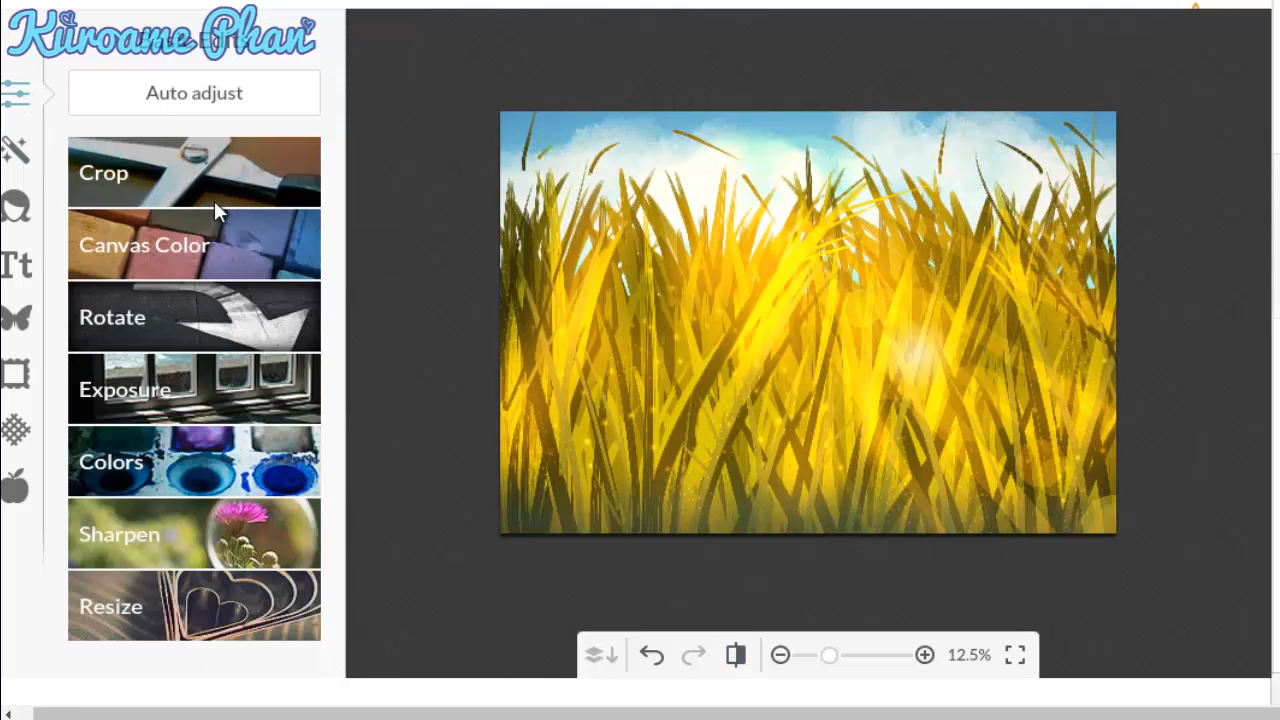 Kuroame Phan
Auto adjust
Crop
Canvas Color
Rotate
Exposure
Colors
Sharpen
Resize
Tt
12.5%